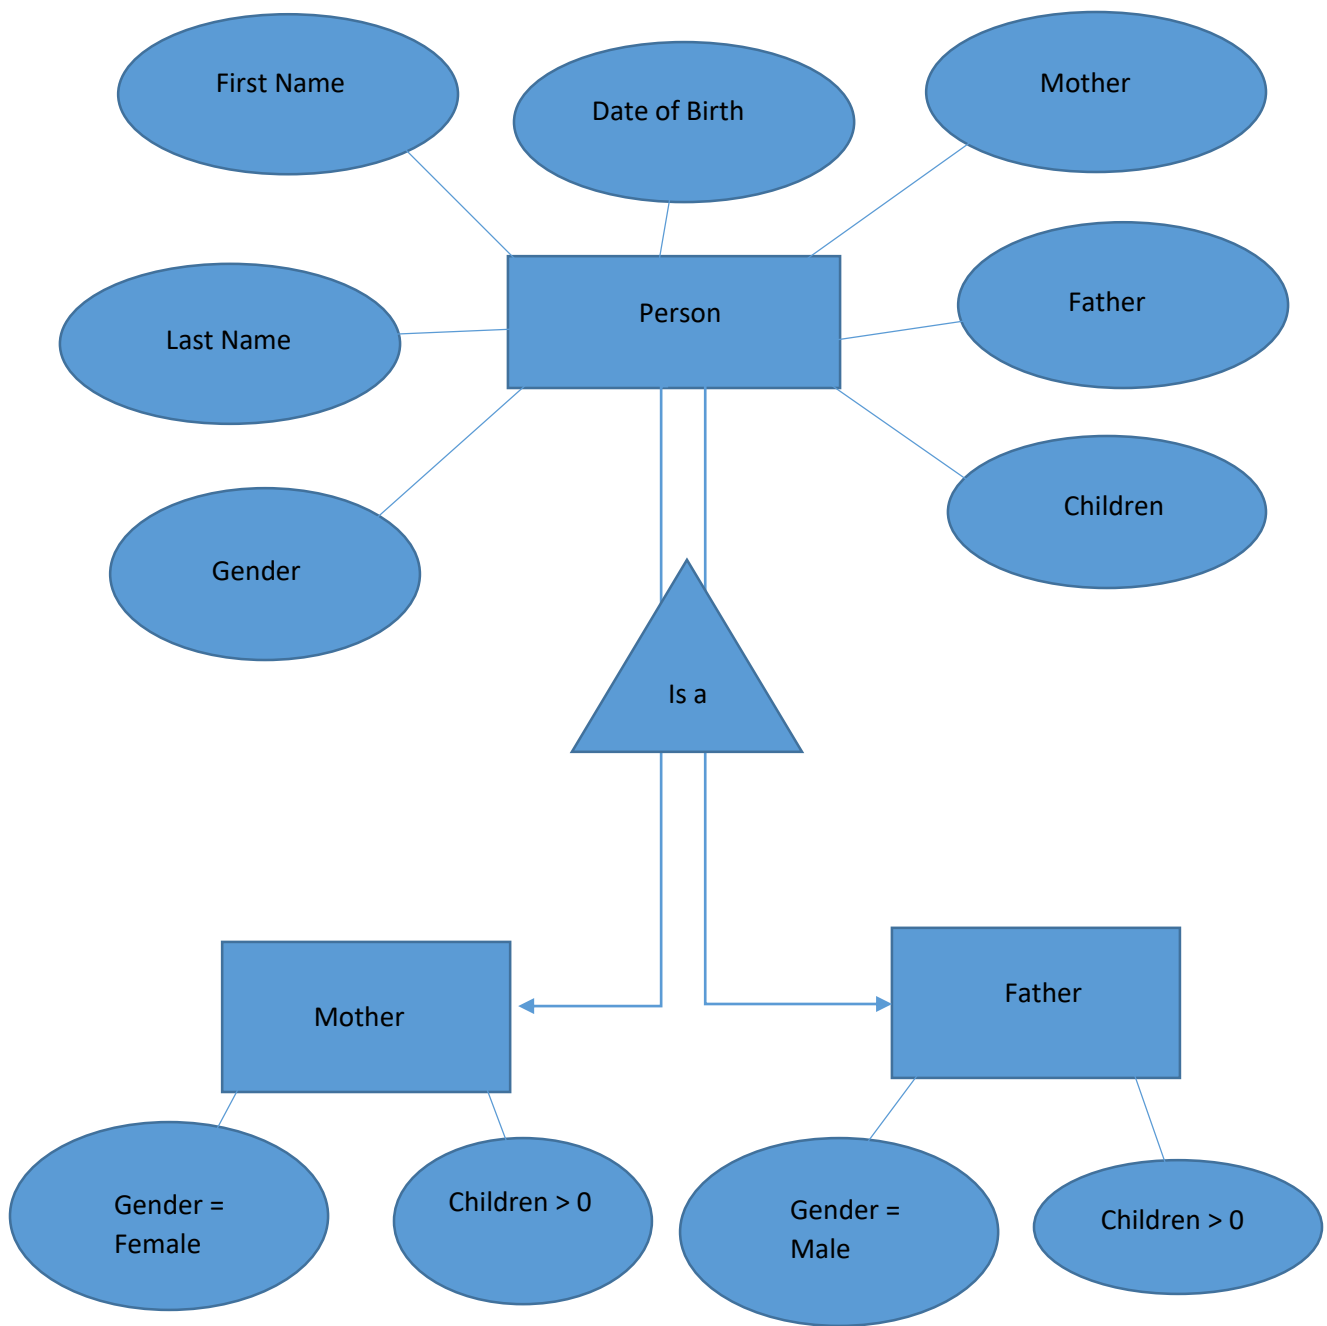 First Name
Date of Birth
Mother
Person
Father
Last Name
Children
Gender
Is a
Mother
Father
Gender =
Female
Children > 0
Gender =
Male
Children > 0